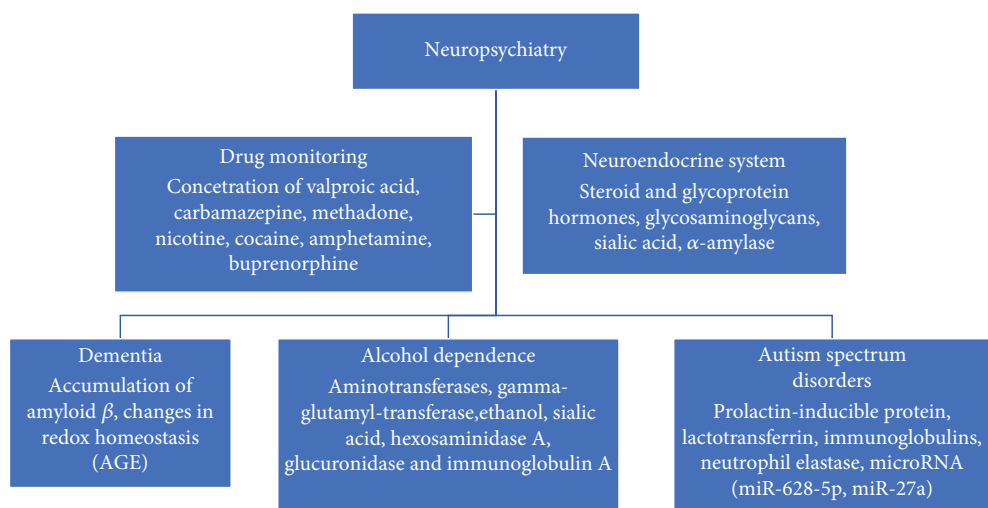 Neuropsychiatry
Drug monitoring
Concetration of valproic acid,
carbamazepine, methadone,
nicotine, cocaine, amphetamine,
buprenorphine
Neuroendocrine system
Steroid and glycoprotein
hormones, glycosaminoglycans,
sialic acid, α-amylase
Dementia
Accumulation of
amyloid β, changes in
redox homeostasis
(AGE)
Alcohol dependence
Aminotransferases, gamma-
glutamyl-transferase,ethanol, sialic
acid, hexosaminidase A,
glucuronidase and immunoglobulin A
Autism spectrum
disorders
Prolactin-inducible protein,
lactotransferrin, immunoglobulins,
neutrophil elastase, microRNA
(miR-628-5p, miR-27a)